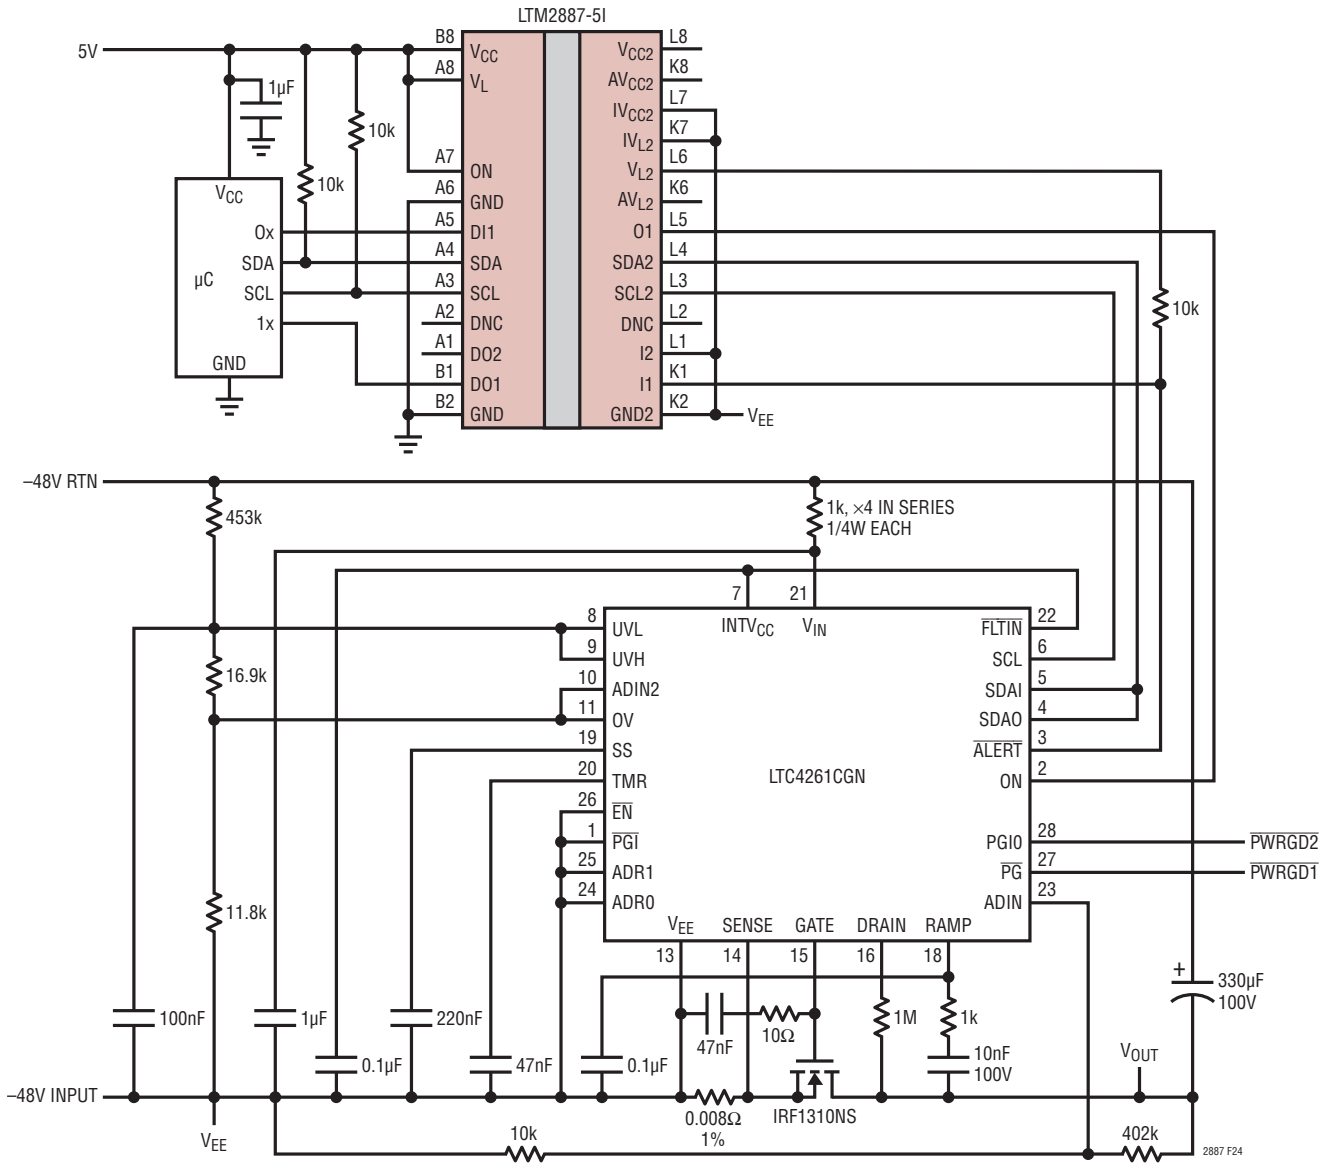 LTM2887-5I
5V
B8
VCC
L8
VCC2
A8
VL
K8
AVCC2
1µF
L7
IVCC2
10k
K7
IVL2
A7
ON
L6
VL2
10k
VCC
A6
GND
K6
AVL2
0x
A5
DI1
L5
O1
SDA
A4
SDA
L4
SDA2
µC
SCL
A3
SCL
L3
SCL2
10k
1x
A2
DNC
L2
DNC
A1
DO2
L1
I2
GND
B1
DO1
K1
I1
B2
GND
K2
GND2
VEE
–48V RTN
453k
1k, ×4 IN SERIES
1/4W EACH
7
21
INTVCC
VIN
8
UVL
22
FLTIN
9
UVH
6
SCL
16.9k
10
ADIN2
5
SDAI
11
OV
4
SDAO
19
SS
3
ALERT
20
TMR
LTC4261CGN
2
ON
26
EN
1
PGI
28
PGI0
PWRGD2
25
ADR1
27
PG
PWRGD1
24
ADR0
23
ADIN
11.8k
VEE
SENSE
GATE
DRAIN
RAMP
13
14
15
16
18
+
330µF
100V
100nF
1µF
220nF
47nF
10Ω
1M
1k
0.1µF
47nF
0.1µF
10nF
100V
VOUT
–48V INPUT
0.008Ω
1%
IRF1310NS
VEE
10k
402k
2887 F24